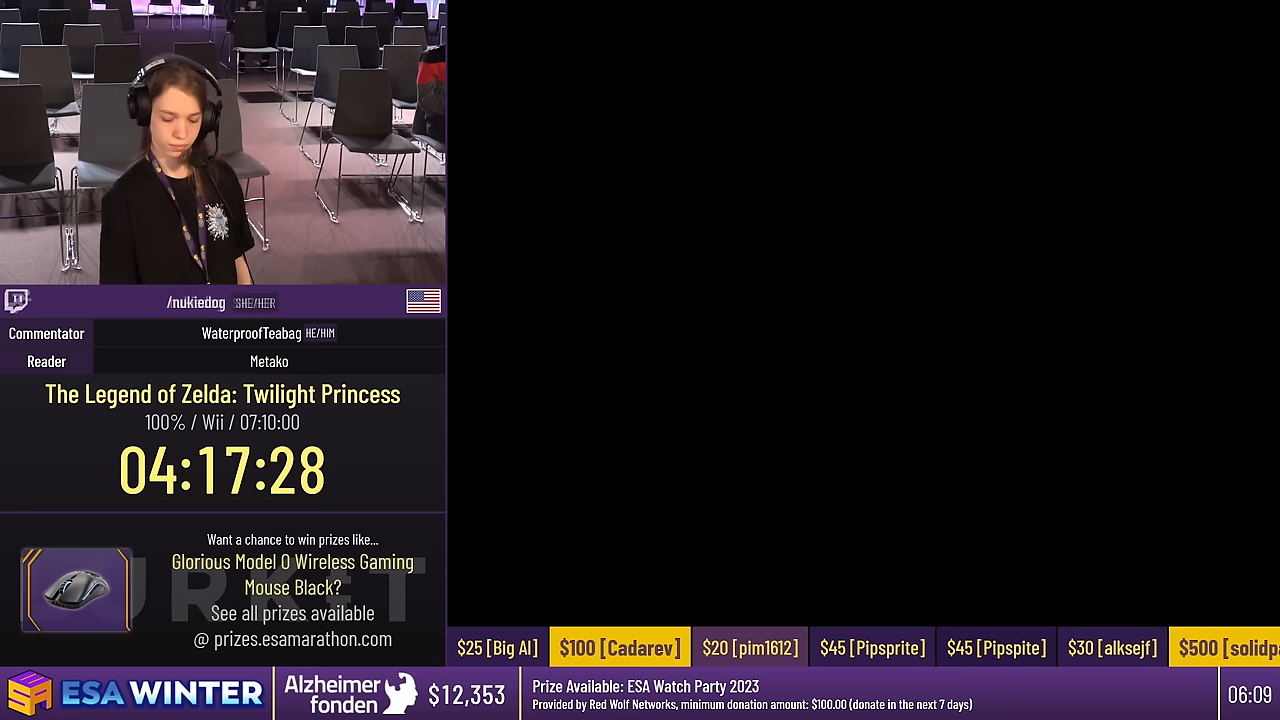 /nukiedog SHE/HER
Commentator WaterproofTeabag HE/HIM
Reader Metako
The Legend of Zelda: Twilight Princess
100% / Wii / 07:10:00
04:17:28
Want a chance to win prizes like...
Glorious Model O Wireless Gaming
Mouse Black?
See all prizes available
@ prizes.esamarathon.com
$25 [Big Al] $100 [Cadarev] $20 [pim1612] $45 [Pipsprite] $45 [Pipspite] $30 [alksejf] $500
ESA WINTER
Alzheimer
fonden
$12,353
Prize Available: ESA Watch Party 2023
Provided by Red Wolf Networks, minimum donation amount: $100.00 (donate in the next 7 days)
06:09